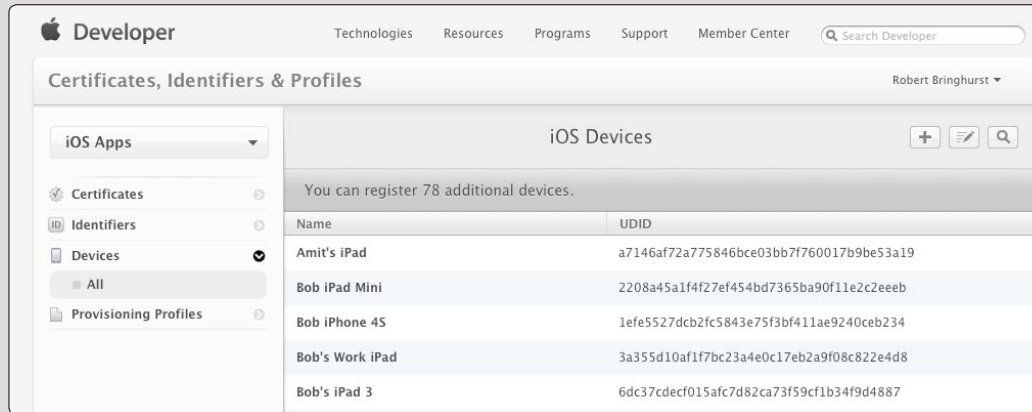 Developer
Technologies Resources Programs Support Member Center Search Developer
Certificates, Identifiers & Profiles
Robert Bringhurst
iOS Apps
Certificates
ID Identifiers
Devices
All
Provisioning Profiles
iOS Devices
You can register 78 additional devices.
Name UDID
Amit's iPad a7146af72a775846bce03bb7f760017b9be53a19
Bob iPad Mini 2208a45a1f4f27ef454bd7365ba90f11e2c2eeeb
Bob iPhone 4S 1efe5527dcb2fc5843e75f3bf411ae9240ceb234
Bob's Work iPad 3a355d10af1f7bc23a4e0c17eb2a9f08c822e4d8
Bob's iPad 3 6dc37cdecf015afc7d82ca73f59cf1b34f9d4887